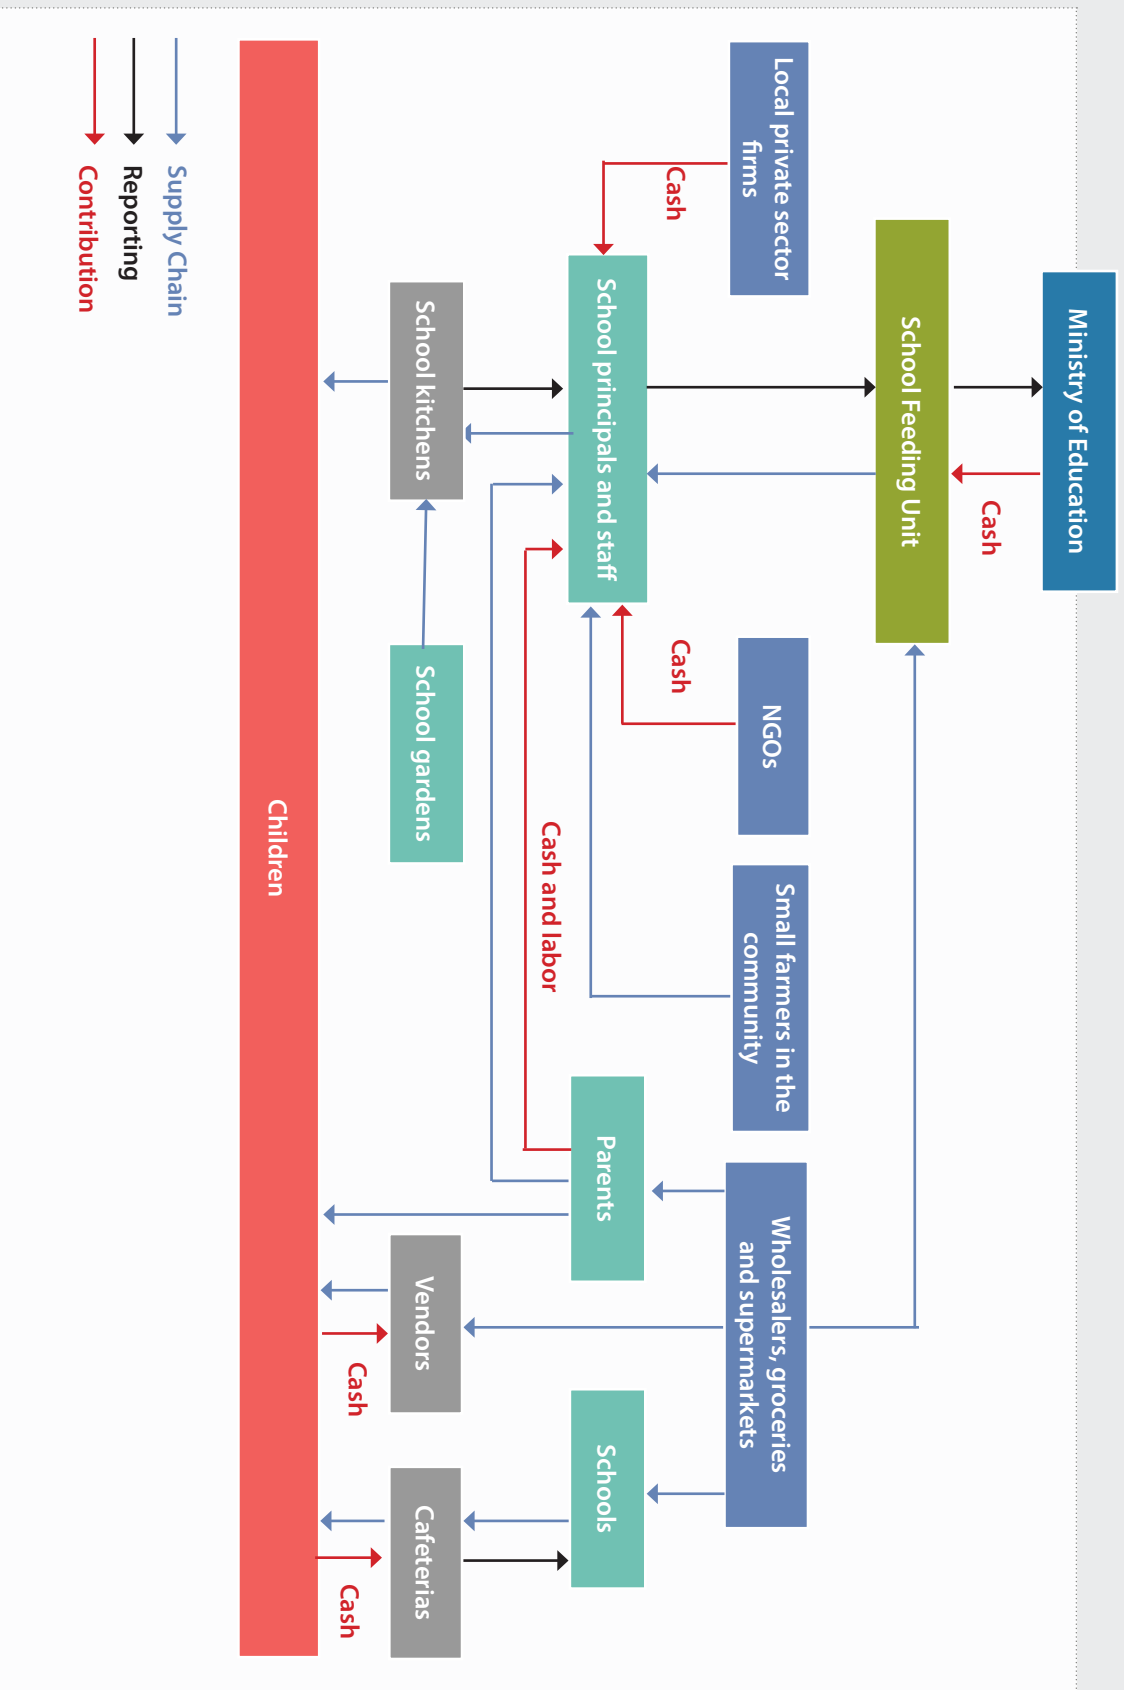 Ministry of Education
Cash
School Feeding Unit
Local private sector
firms
NGOs
Small farmers in the
community
Wholesalers, groceries
and supermarkets
Cash
Cash
School principals and staff
Parents
Schools
Cash and labor
School kitchens
School gardens
Vendors
Cafeterias
Cash
Cash
Children
Supply Chain
Reporting
Contribution